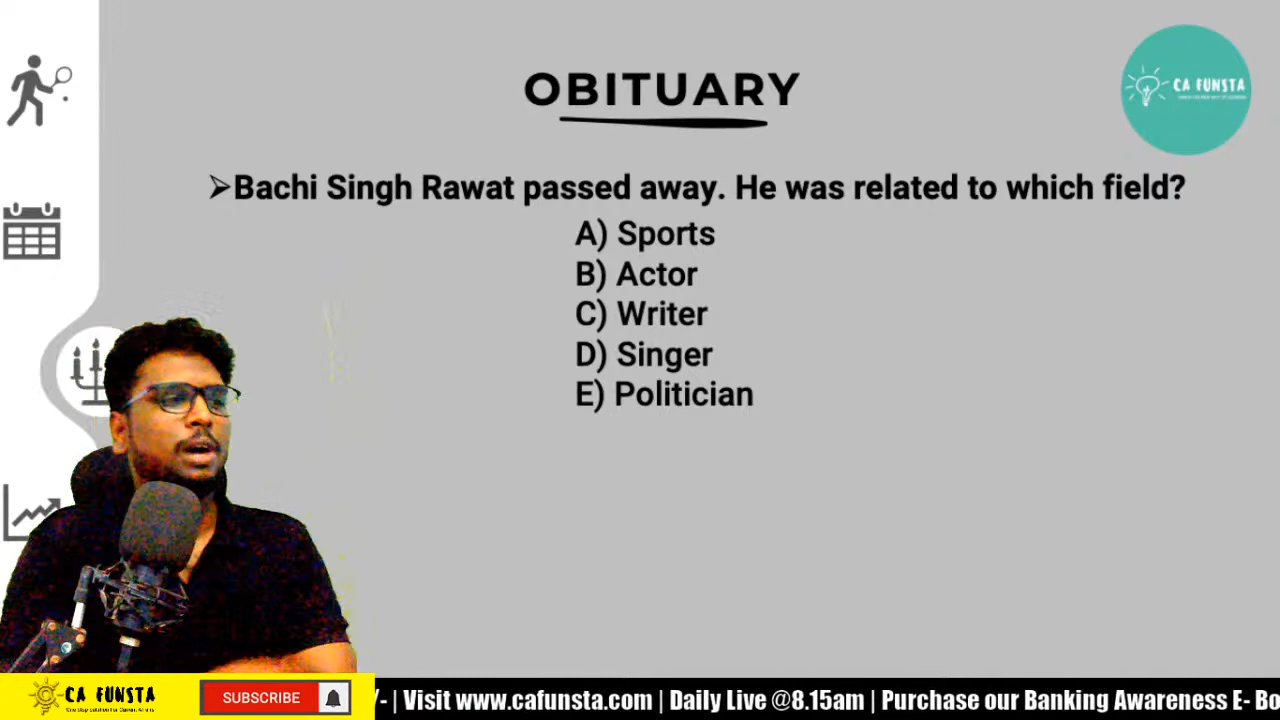 OBITUARY
CA FUNSTA
➢Bachi Singh Rawat passed away. He was related to which field?
A) Sports
B) Actor
C) Writer
D) Singer
E) Politician
CA FUNSTA
SUBSCRIBE
/- | Visit www.cafunsta.com | Daily Live @8.15am | Purchase our Banking Awareness E- Bo